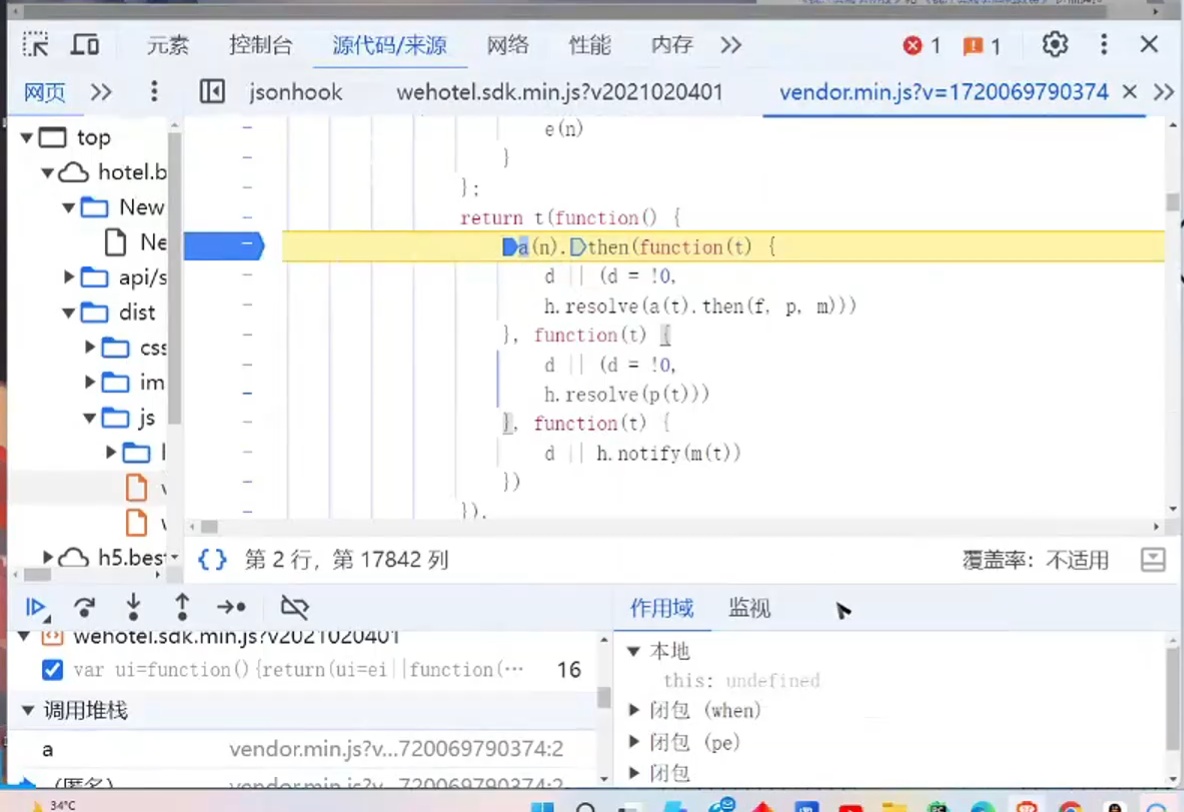 元素 控制台 源代码/来源 网络 性能 内存 >> 1 1
网页 >> jsonhook wehotel.sdk.min.js?v2021020401 vendor.min.js?v=1720069790374 × >>
top
hotel.b
New
Ne
api/s
dist
css
im
js
h5.best
e(n)
}
};
return t(function() {
a(n).then(function(t) {
d || (d = !0,
h.resolve(a(t).then(f, p, m)))
}, function(t) {
d || (d = !0,
h.resolve(p(t)))
}, function(t) {
d || h.notify(m(t))
})
}),
{} 第 2 行，第 17842 列 覆盖率：不适用
wehotel.sdk.min.js?v2021020401
var ui=function(){return(ui=ei||function(… 16
调用堆栈
a vendor.min.js?v…720069790374:2
(匿名) vendor.min.js?v…720069790374:2
作用域 监视
本地
this: undefined
闭包 (when)
闭包 (pe)
闭包
34°C